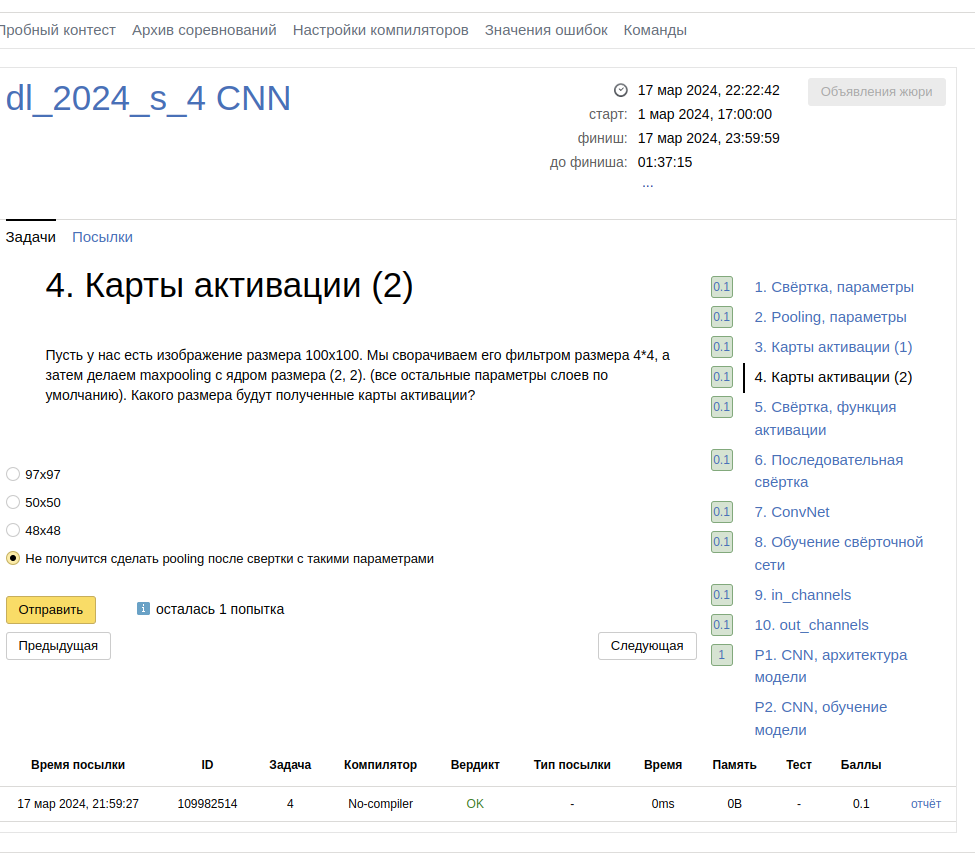 Пробный контест Архив соревнований Настройки компиляторов Значения ошибок Команды
dl_2024_s_4 CNN
17 мар 2024, 22:22:42
старт: 1 мар 2024, 17:00:00
финиш: 17 мар 2024, 23:59:59
до финиша: 01:37:15
...
Объявления жюри
Задачи Посылки
4. Карты активации (2)
Пусть у нас есть изображение размера 100x100. Мы сворачиваем его фильтром размера 4*4, а
затем делаем maxpooling с ядром размера (2, 2). (все остальные параметры слоев по
умолчанию). Какого размера будут полученные карты активации?
97x97
50x50
48x48
Не получится сделать pooling после свертки с такими параметрами
Отправить
i осталась 1 попытка
Предыдущая
Следующая
0.1 1. Свёртка, параметры
0.1 2. Pooling, параметры
0.1 3. Карты активации (1)
0.1 4. Карты активации (2)
0.1 5. Свёртка, функция
активации
0.1 6. Последовательная
свёртка
0.1 7. ConvNet
0.1 8. Обучение свёрточной
сети
0.1 9. in_channels
0.1 10. out_channels
1 P1. CNN, архитектура
модели
P2. CNN, обучение
модели
Время посылки ID Задача Компилятор Вердикт Тип посылки Время Память Тест Баллы
17 мар 2024, 21:59:27 109982514 4 No-compiler OK - 0ms 0B - 0.1 отчёт